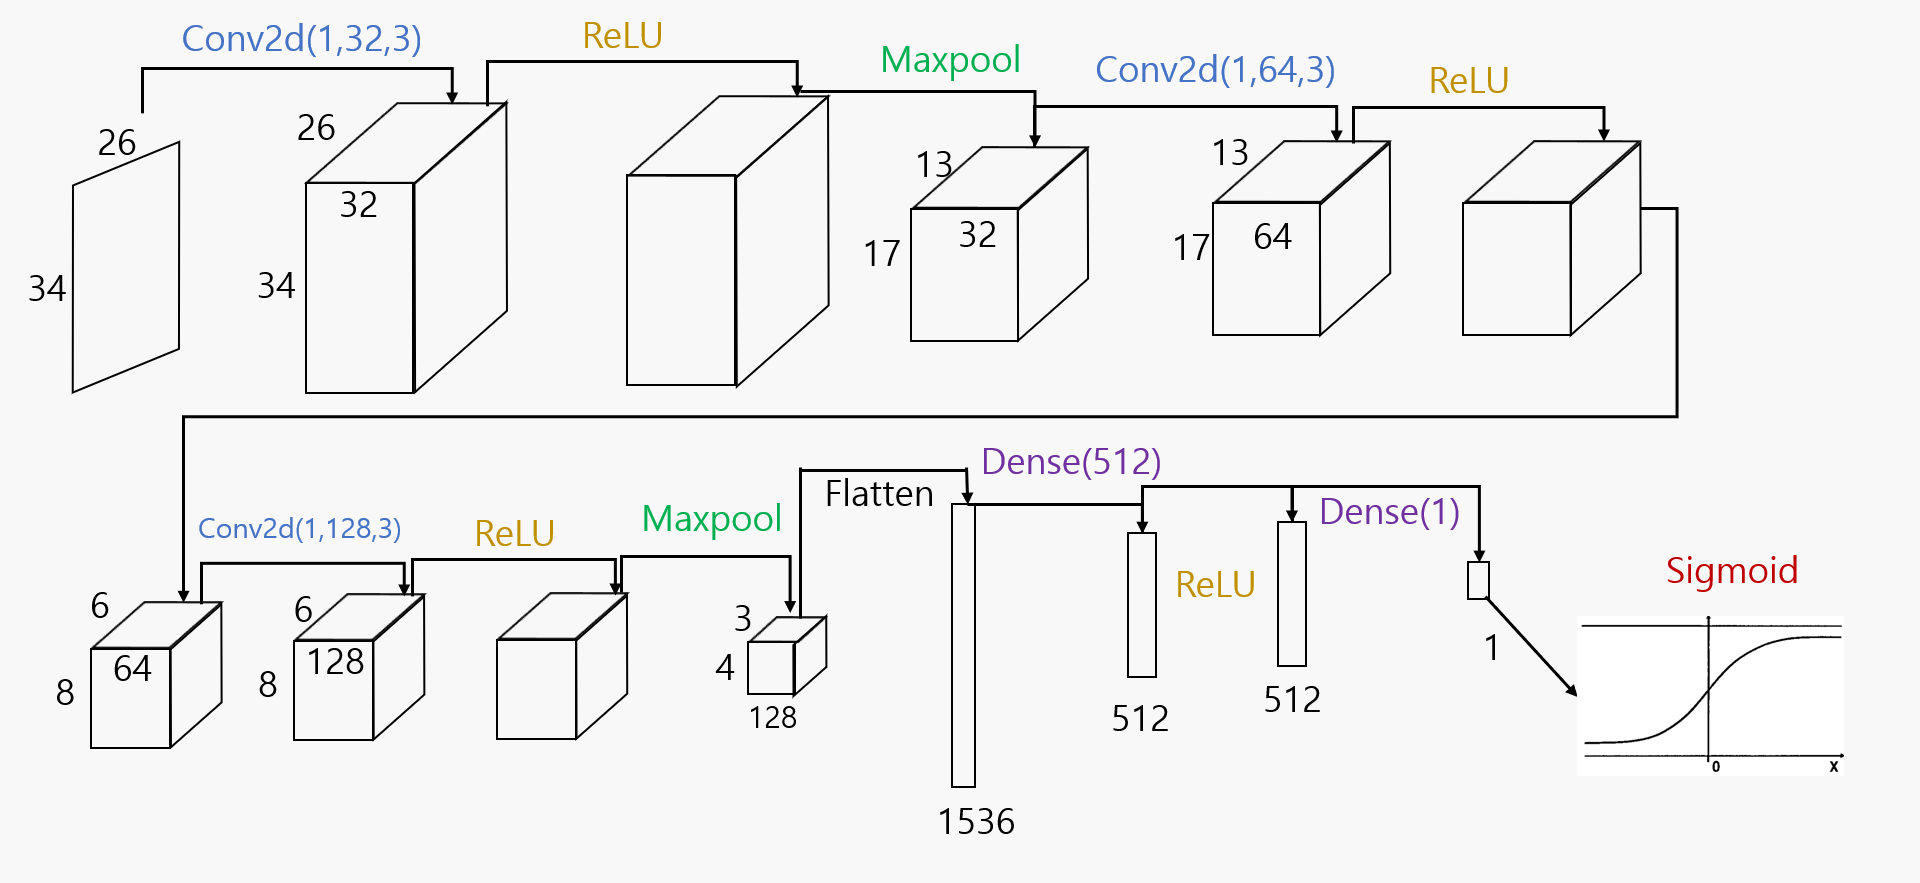 Conv2d(1,32,3)
ReLU
Maxpool
Conv2d(1,64,3)
ReLU
26
34
26
32
34
13
32
17
13
64
17
Conv2d(1,128,3)
ReLU
Maxpool
Flatten
Dense(512)
Dense(1)
6
64
8
6
128
8
3
4
128
1536
ReLU
512
512
1
Sigmoid
0
X